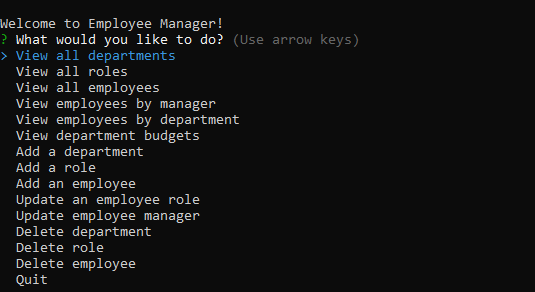 Welcome to Employee Manager!
? What would you like to do? (Use arrow keys)
> View all departments
View all roles
View all employees
View employees by manager
View employees by department
View department budgets
Add a department
Add a role
Add an employee
Update an employee role
Update employee manager
Delete department
Delete role
Delete employee
Quit